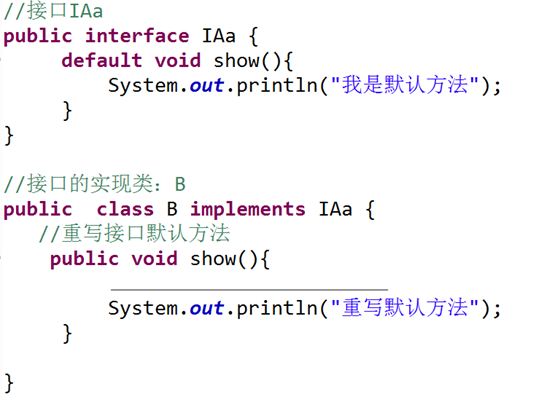 //接口IAa
public interface IAa {
default void show(){
System.out.println("我是默认方法");
}
}
//接口的实现类：B
public  class B implements IAa {
//重写接口默认方法
public void show(){
System.out.println("重写默认方法");
}
}